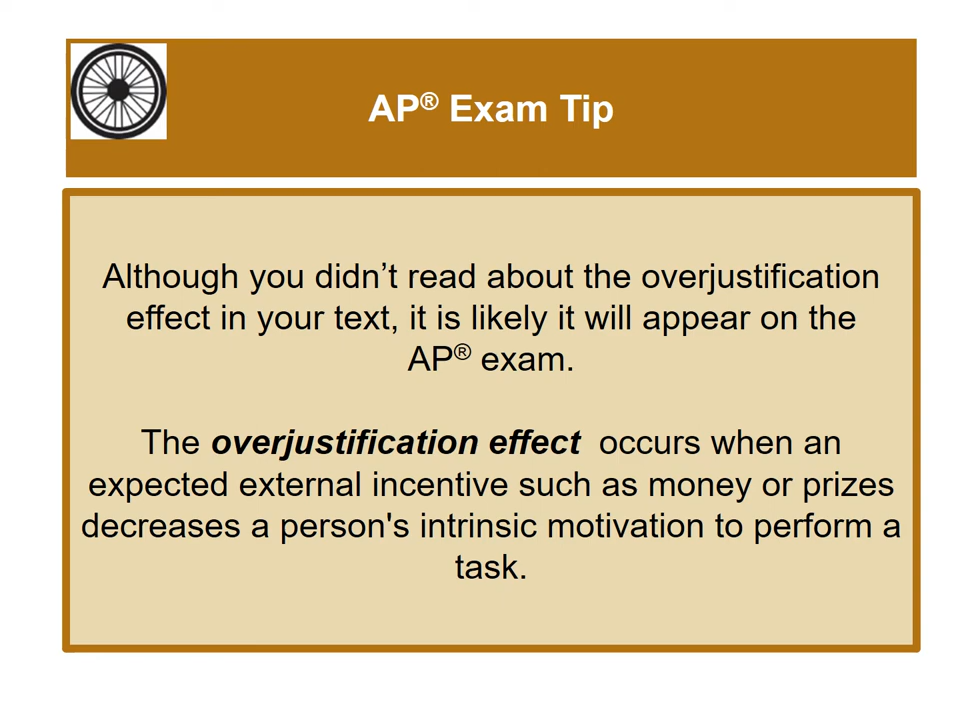 AP® Exam Tip
Although you didn’t read about the overjustification
effect in your text, it is likely it will appear on the
AP® exam.
The overjustification effect occurs when an
expected external incentive such as money or prizes
decreases a person's intrinsic motivation to perform a
task.